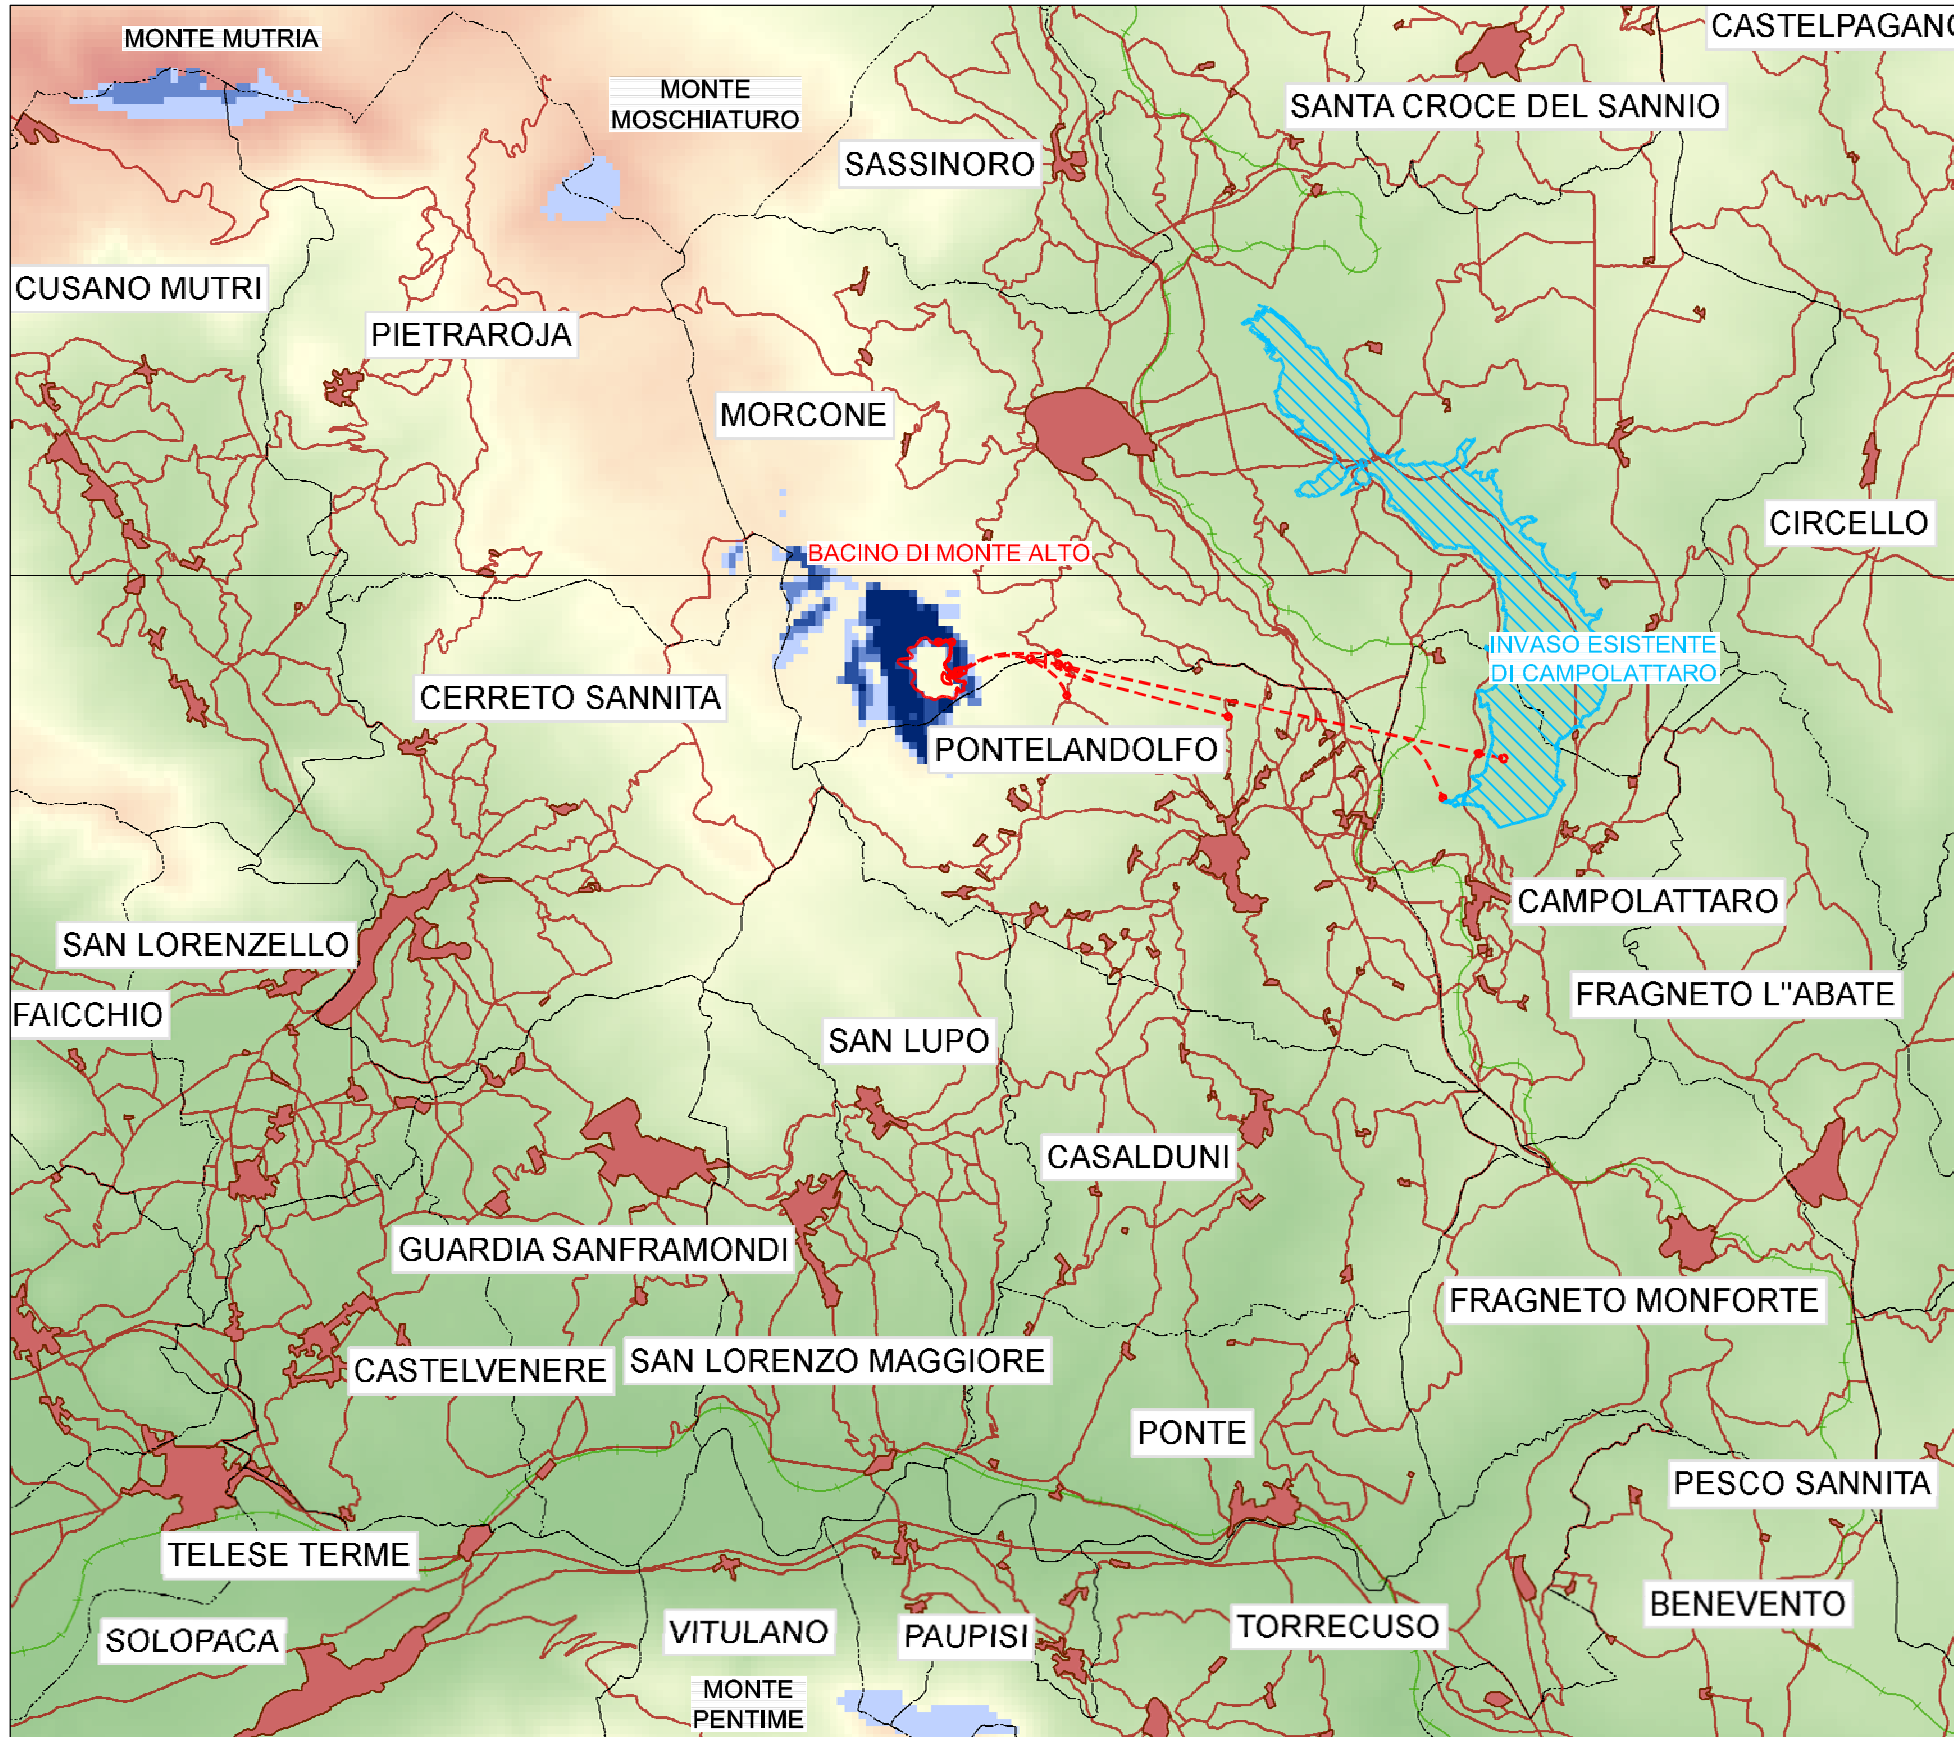 CASTELPAGANO
MONTE MUTRIA
MONTE
MOSCHIATURO
SANTA CROCE DEL SANNIO
SASSINORO
CUSANO MUTRI
PIETRAROJA
MORCONE
CIRCELLO
BACINO DI MONTE ALTO
INVASO ESISTENTE
DI CAMPOLATTARO
CERRETO SANNITA
PONTELANDOLFO
CAMPOLATTARO
SAN LORENZELLO
FRAGNETO L"ABATE
FAICCHIO
SAN LUPO
CASALDUNI
GUARDIA SANFRAMONDI
FRAGNETO MONFORTE
SAN LORENZO MAGGIORE
CASTELVENERE
PONTE
PESCO SANNITA
TELESE TERME
BENEVENTO
TORRECUSO
VITULANO
PAUPISI
SOLOPACA
MONTE
PENTIME